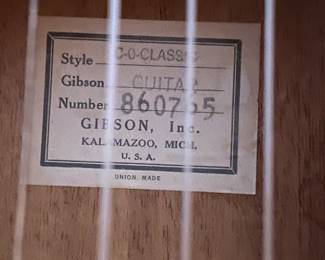 Style C-O-CLASSIC
Gibson GUITAR
Number 860765
GIBSON, Inc.
KALAMAZOO, MICH.
U. S. A.
UNION MADE